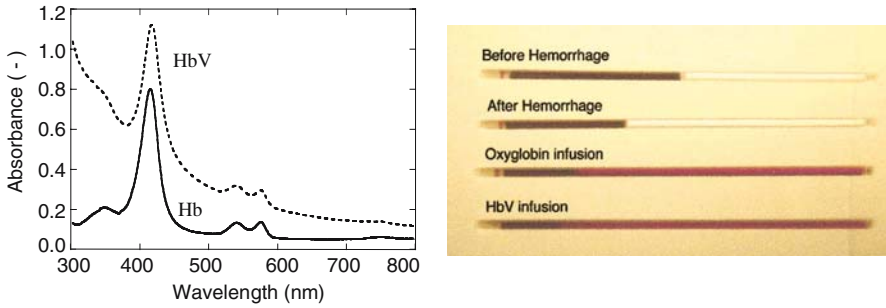 Absorbance ( - )
1.2
1.0
0.8
0.6
0.4
0.2
0.0
HbV
Hb
300 400 500 600 700 800
Wavelength (nm)
Before Hemorrhage
After Hemorrhage
Oxyglobin infusion
HbV infusion